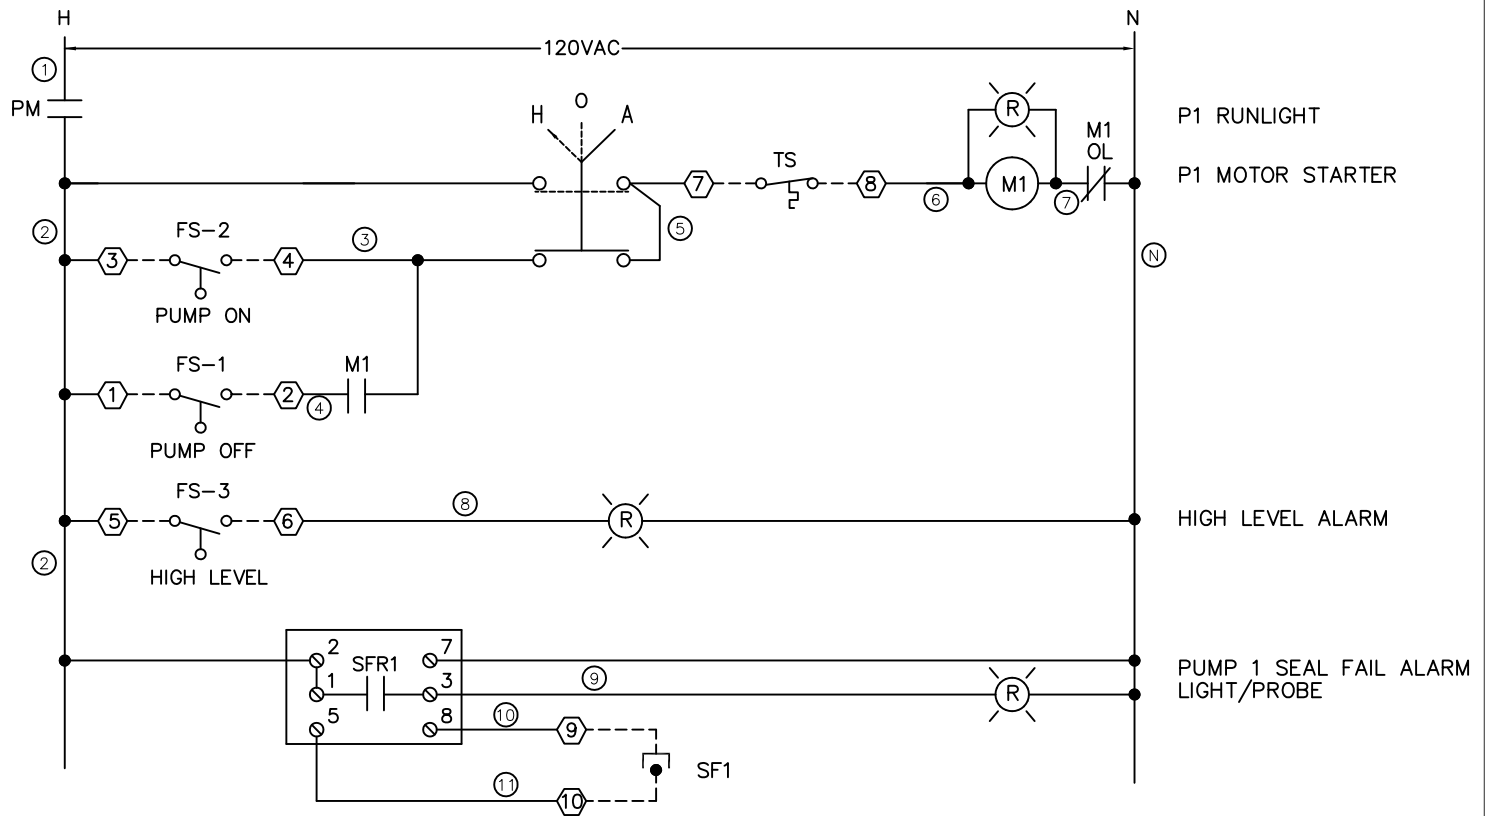 H
N
120VAC
1
PM
H
O
A
R
P1 RUNLIGHT
M1
OL
TS
7
8
6
M1
7
P1 MOTOR STARTER
2
FS-2
3
4
3
5
N
PUMP ON
FS-1
M1
1
2
4
PUMP OFF
FS-3
5
6
8
R
HIGH LEVEL ALARM
2
HIGH LEVEL
2
7
SFR1
1
3
9
R
PUMP 1 SEAL FAIL ALARM
LIGHT/PROBE
5
8
10
9
SF1
11
10